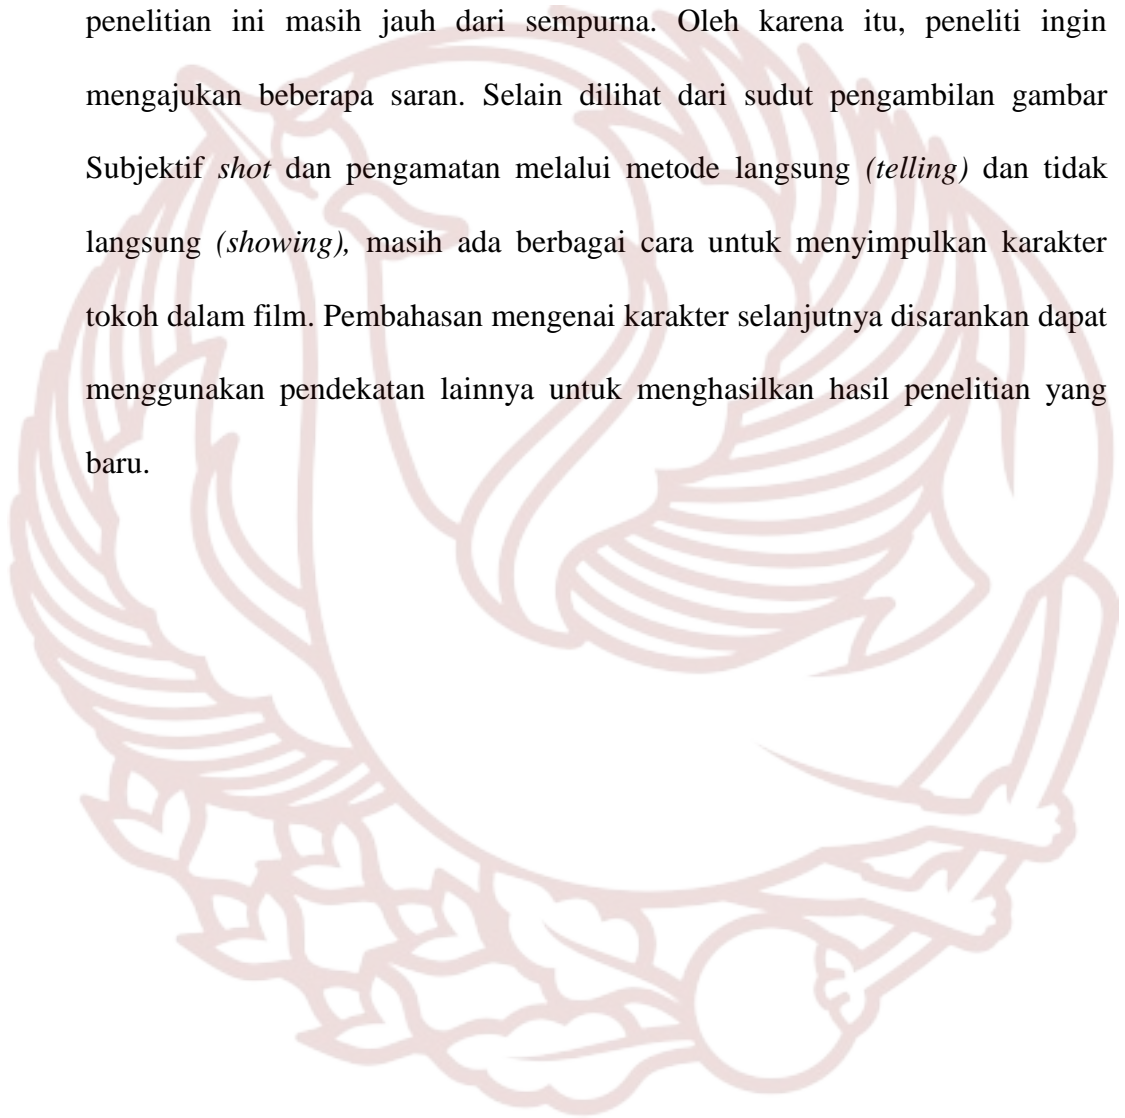 penelitian ini masih jauh dari sempurna. Oleh karena itu, peneliti ingin
mengajukan beberapa saran. Selain dilihat dari sudut pengambilan gambar
Subjektif shot dan pengamatan melalui metode langsung (telling) dan tidak
langsung (showing), masih ada berbagai cara untuk menyimpulkan karakter
tokoh dalam film. Pembahasan mengenai karakter selanjutnya disarankan dapat
menggunakan pendekatan lainnya untuk menghasilkan hasil penelitian yang
baru.